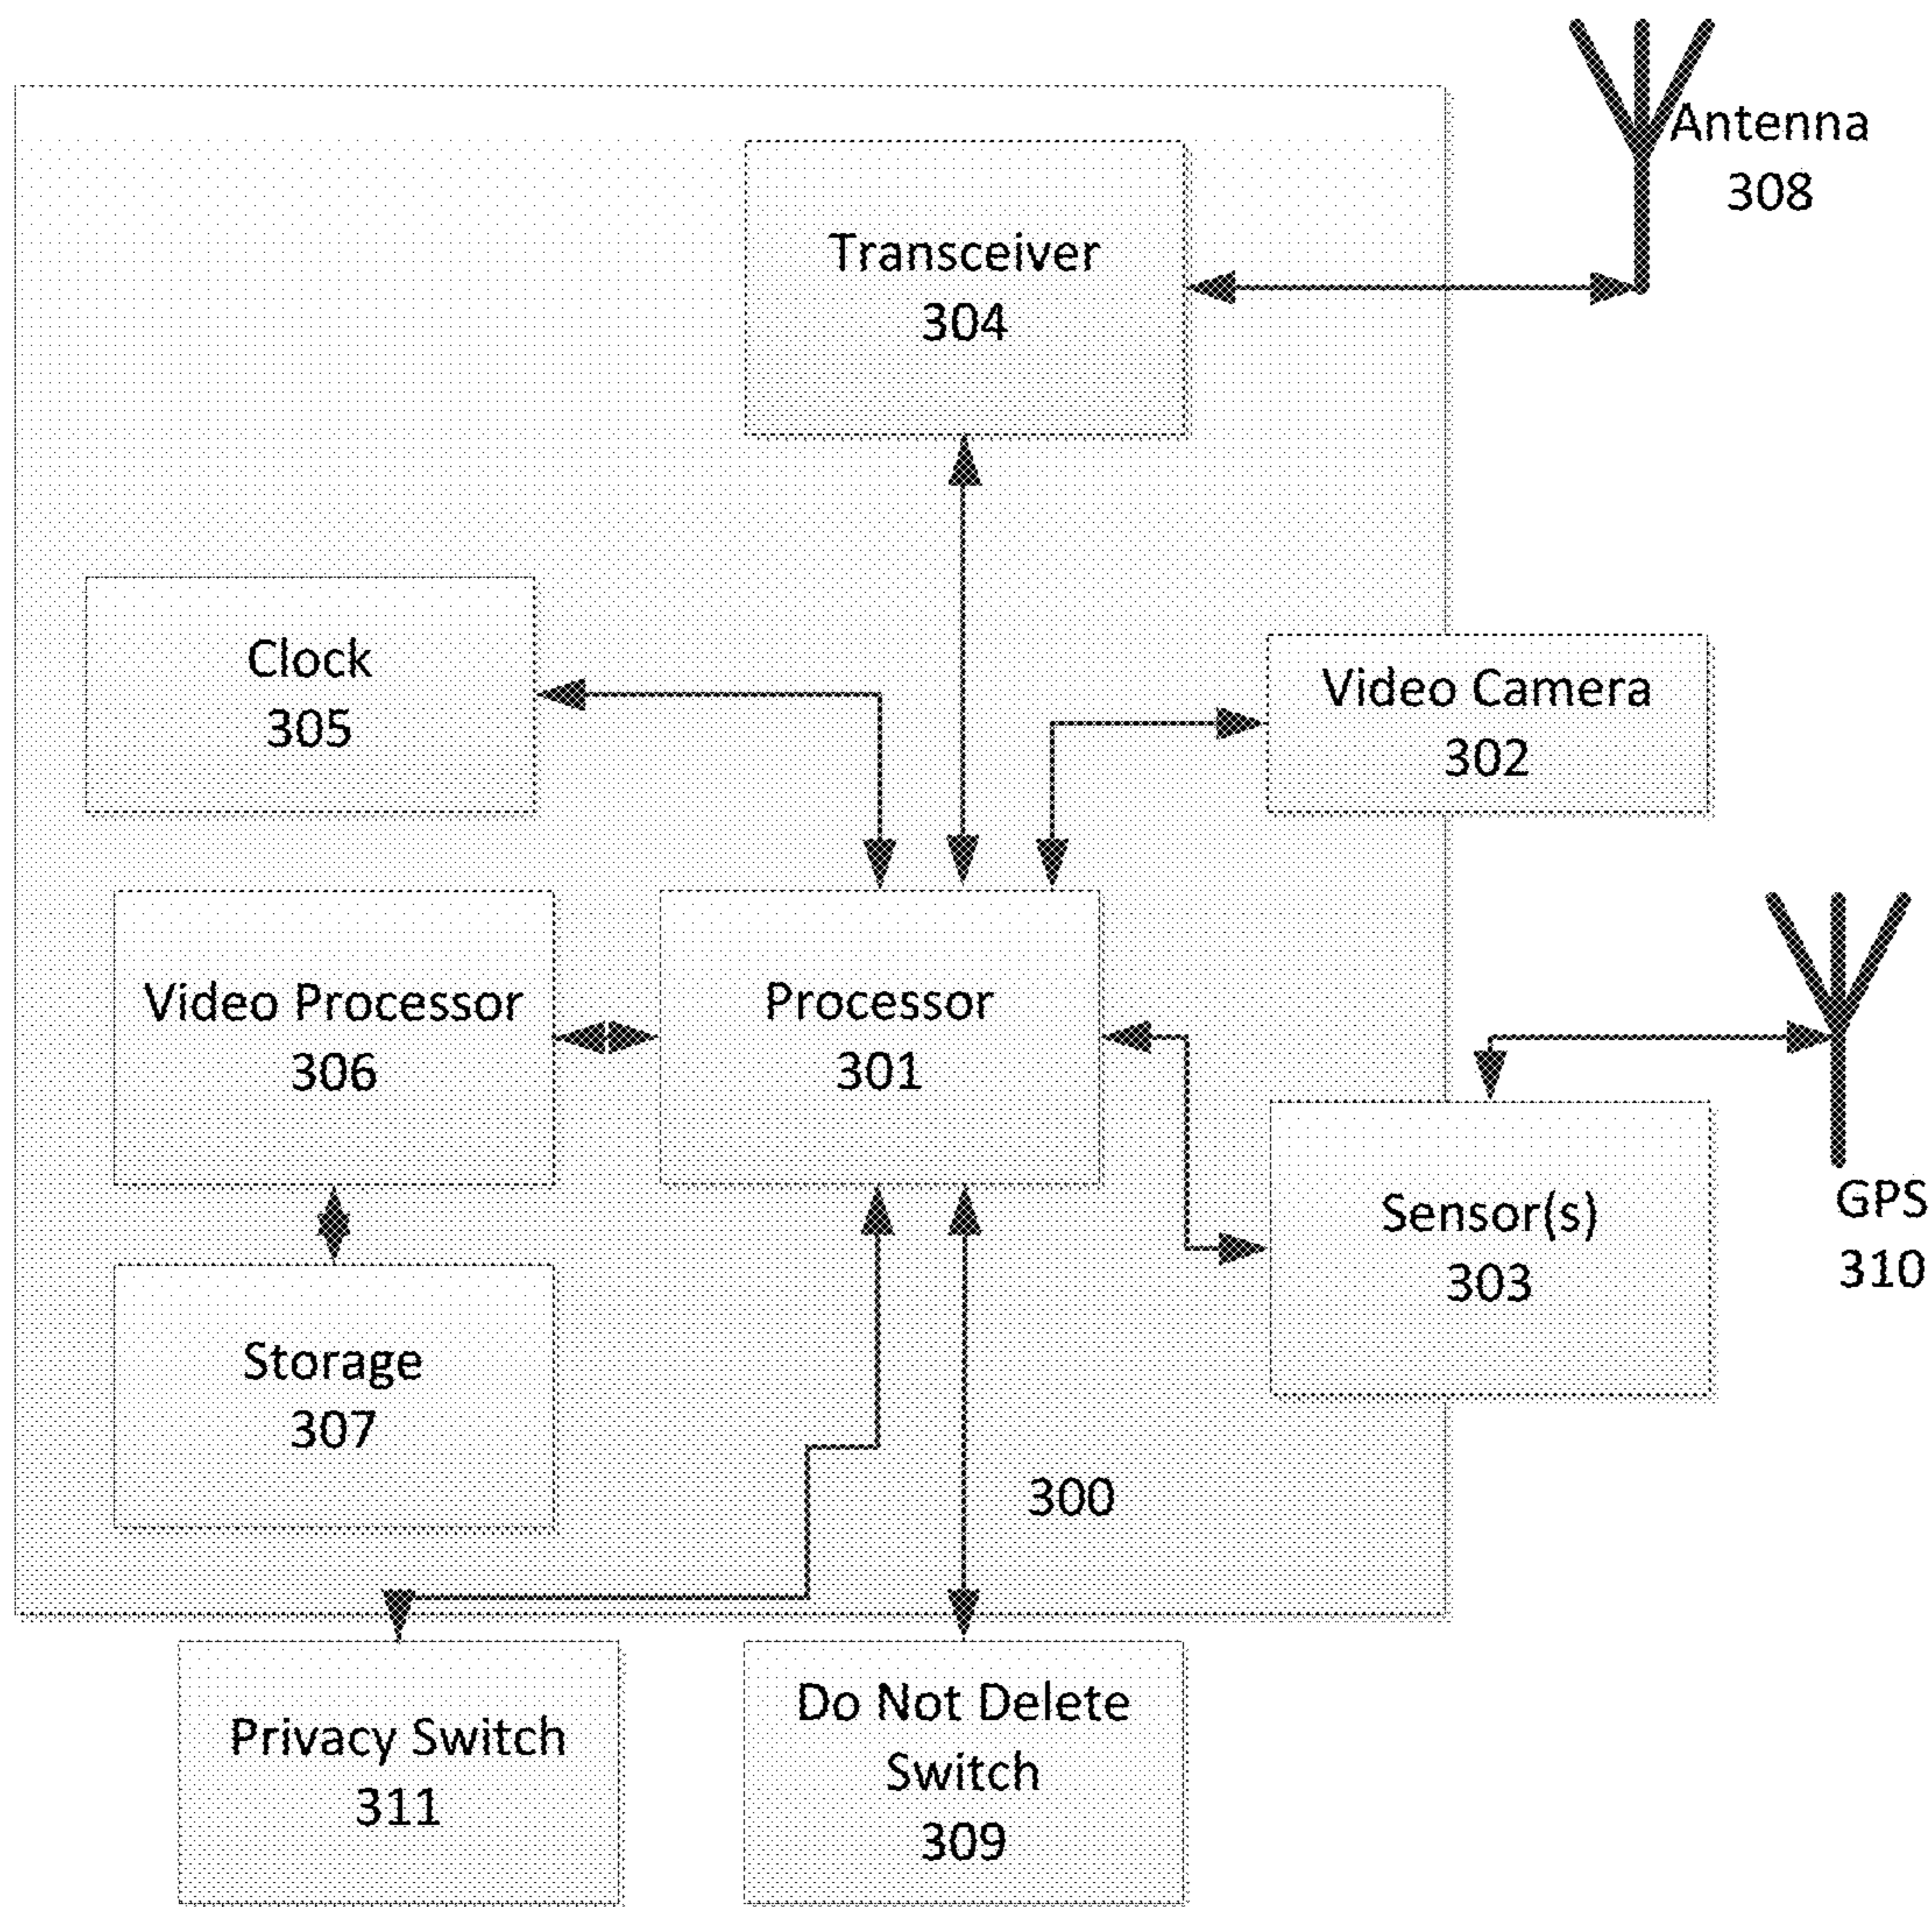 Antenna
308
Transceiver
304
Clock
305
Video Camera
302
Video Processor
306
Processor
301
Sensor(s)
303
GPS
310
Storage
307
300
Privacy Switch
311
Do Not Delete
Switch
309